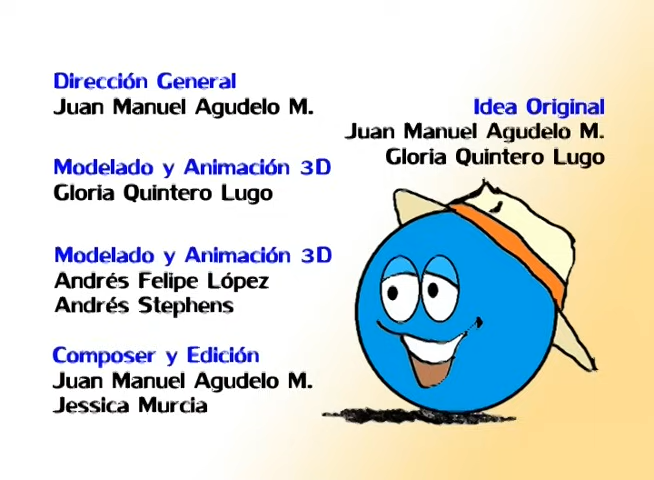 Dirección General
Juan Manuel Agudelo M.
Modelado y Animación 3D
Gloria Quintero Lugo
Modelado y Animación 3D
Andrés Felipe López
Andrés Stephens
Composer y Edición
Juan Manuel Agudelo M.
Jessica Murcia
Idea Original
Juan Manuel Agudelo M.
Gloria Quintero Lugo